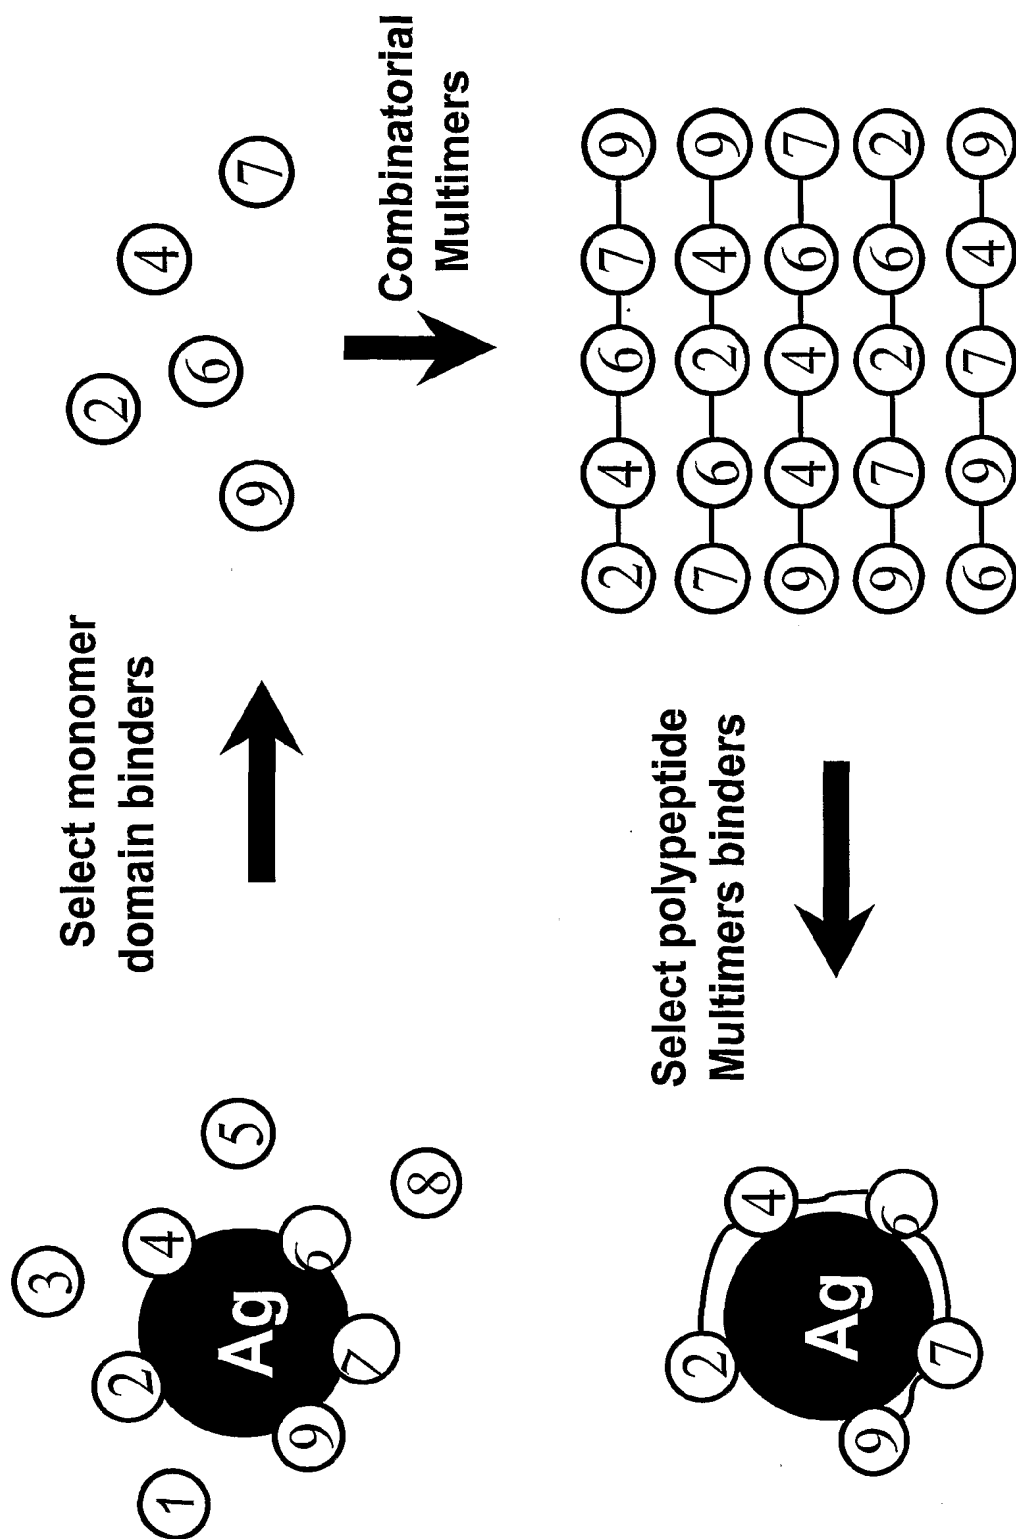 3
2
4
1
5
Ag
9
6
7
8
Select monomer
domain binders
2
4
6
9
7
Combinatorial
Multimers
2 4 6 7 9
7 6 2 4 9
9 4 4 6 7
9 7 2 6 2
6 9 7 4 9
Select polypeptide
Multimers binders
2
4
Ag
9
6
7